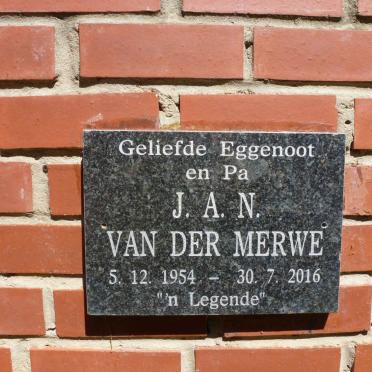 Geliefde Eggenoot
en Pa
J. A. N.
VAN DER MERWE
5. 12. 1954 – 30. 7. 2016
"'n Legende"